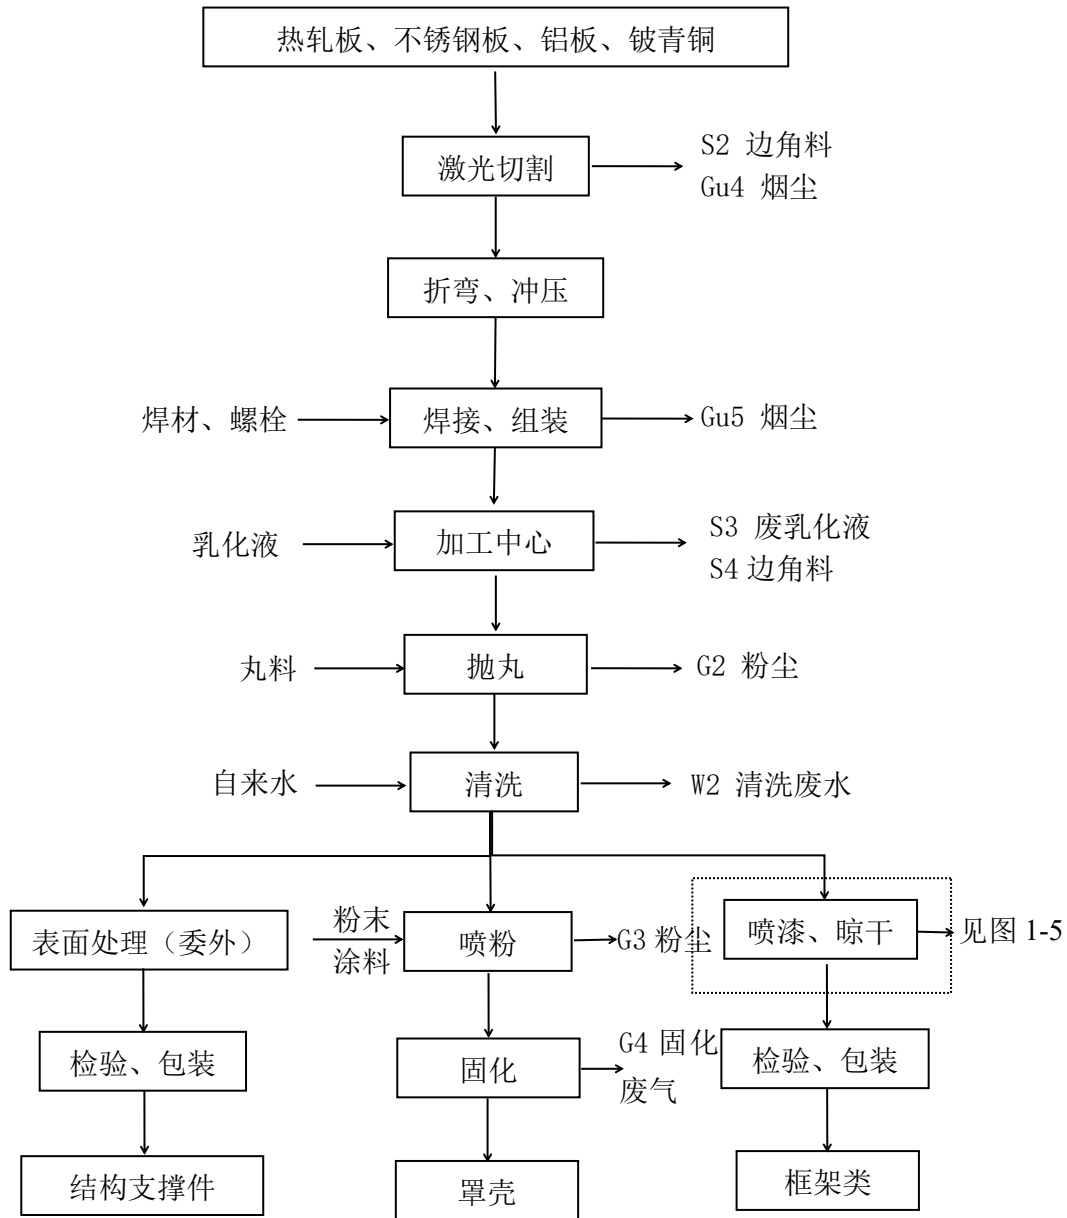 热轧板、不锈钢板、铝板、铍青铜
激光切割
S2 边角料
Gu4 烟尘
折弯、冲压
焊材、螺栓
焊接、组装
Gu5 烟尘
乳化液
加工中心
S3 废乳化液
S4 边角料
丸料
抛丸
G2 粉尘
自来水
清洗
W2 清洗废水
表面处理（委外）
粉末
涂料
喷粉
G3 粉尘
喷漆、晾干
见图 1-5
检验、包装
固化
G4 固化
废气
检验、包装
结构支撑件
罩壳
框架类